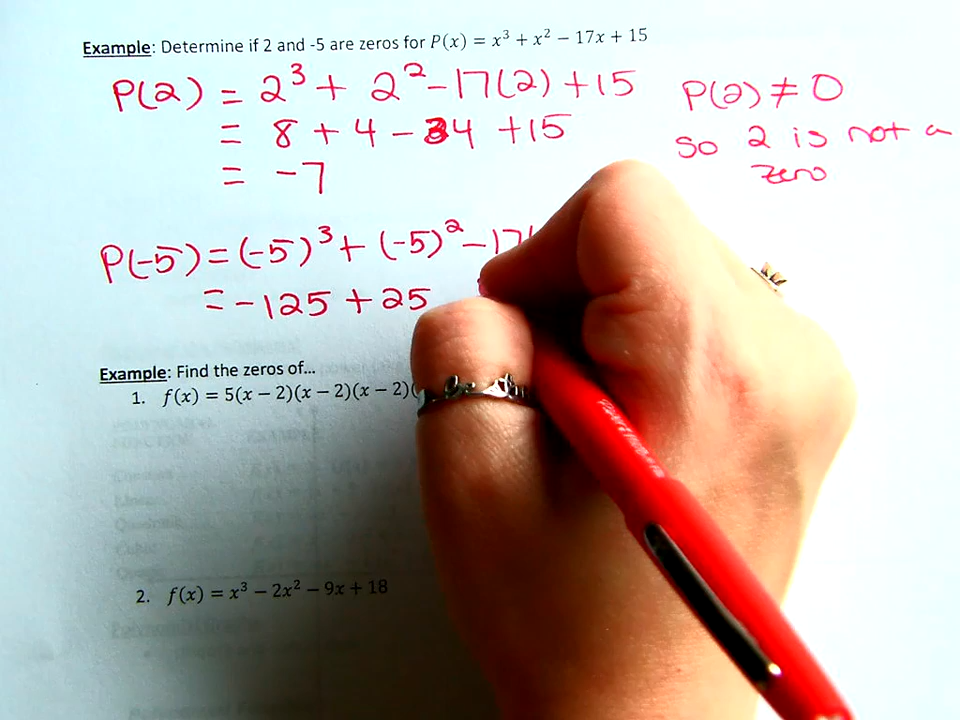 Example: Determine if 2 and -5 are zeros for P(x) = x³ + x² − 17x + 15
P(2) = 2³ + 2² - 17(2) + 15
= 8 + 4 - 34 + 15
= -7
P(2) ≠ 0
so 2 is not a
zero
P(-5) = (-5)³ + (-5)² - 17(
= -125 + 25
Example: Find the zeros of...
1. f(x) = 5(x − 2)(x − 2)(x − 2)(
2. f(x) = x³ − 2x² − 9x + 18